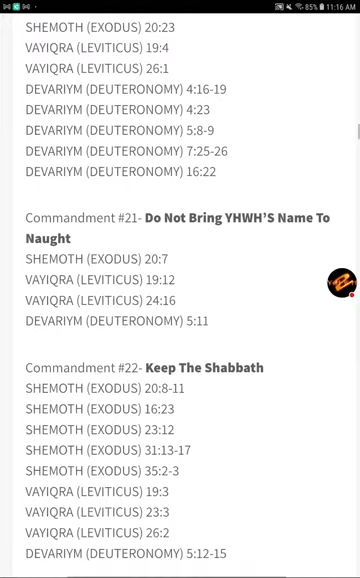 85% 11:16 AM
SHEMOTH (EXODUS) 20:23
VAYIQRA (LEVITICUS) 19:4
VAYIQRA (LEVITICUS) 26:1
DEVARIYM (DEUTERONOMY) 4:16-19
DEVARIYM (DEUTERONOMY) 4:23
DEVARIYM (DEUTERONOMY) 5:8-9
DEVARIYM (DEUTERONOMY) 7:25-26
DEVARIYM (DEUTERONOMY) 16:22
Commandment #21- Do Not Bring YHWH’S Name To
Naught
SHEMOTH (EXODUS) 20:7
VAYIQRA (LEVITICUS) 19:12
VAYIQRA (LEVITICUS) 24:16
DEVARIYM (DEUTERONOMY) 5:11
Commandment #22- Keep The Shabbath
SHEMOTH (EXODUS) 20:8-11
SHEMOTH (EXODUS) 16:23
SHEMOTH (EXODUS) 23:12
SHEMOTH (EXODUS) 31:13-17
SHEMOTH (EXODUS) 35:2-3
VAYIQRA (LEVITICUS) 19:3
VAYIQRA (LEVITICUS) 23:3
VAYIQRA (LEVITICUS) 26:2
DEVARIYM (DEUTERONOMY) 5:12-15